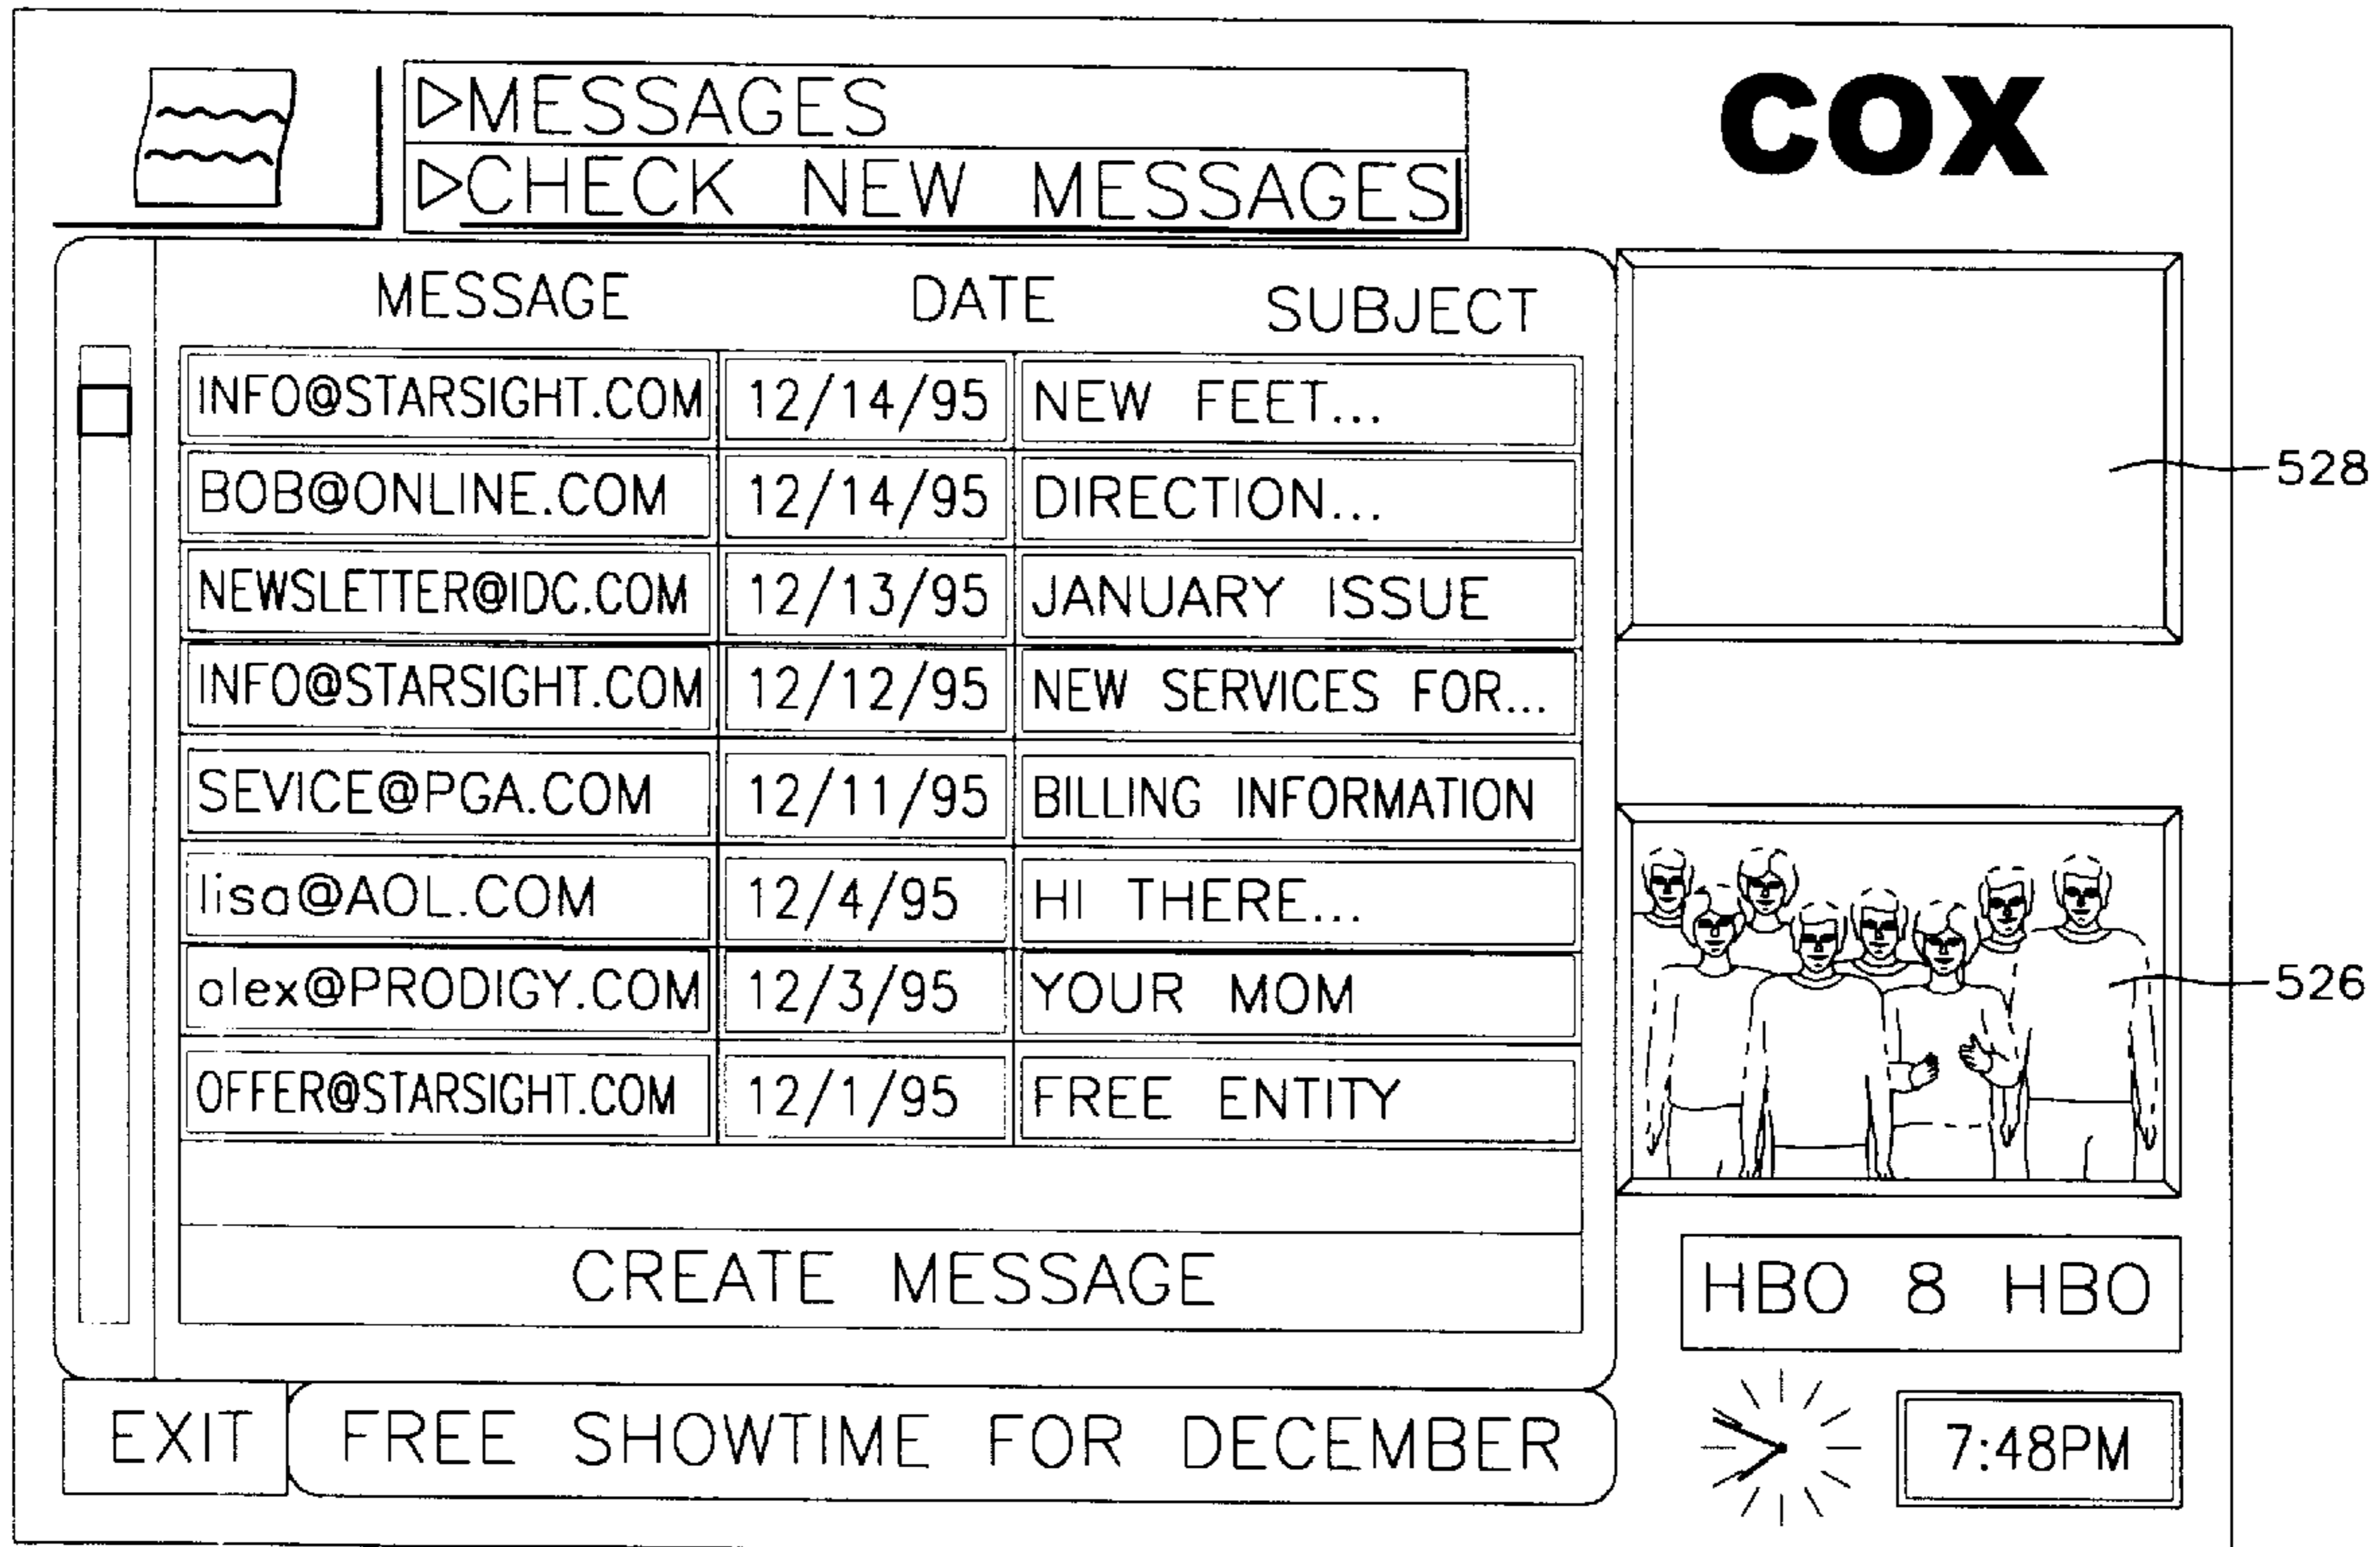 ▷MESSAGES
▷CHECK NEW MESSAGES
COX
MESSAGE DATE SUBJECT
INFO@STARSIGHT.COM 12/14/95 NEW FEET...
BOB@ONLINE.COM 12/14/95 DIRECTION...
NEWSLETTER@IDC.COM 12/13/95 JANUARY ISSUE
INFO@STARSIGHT.COM 12/12/95 NEW SERVICES FOR...
SEVICE@PGA.COM 12/11/95 BILLING INFORMATION
lisa@AOL.COM 12/4/95 HI THERE...
alex@PRODIGY.COM 12/3/95 YOUR MOM
OFFER@STARSIGHT.COM 12/1/95 FREE ENTITY
CREATE MESSAGE
528
526
HBO 8 HBO
EXIT FREE SHOWTIME FOR DECEMBER
7:48PM